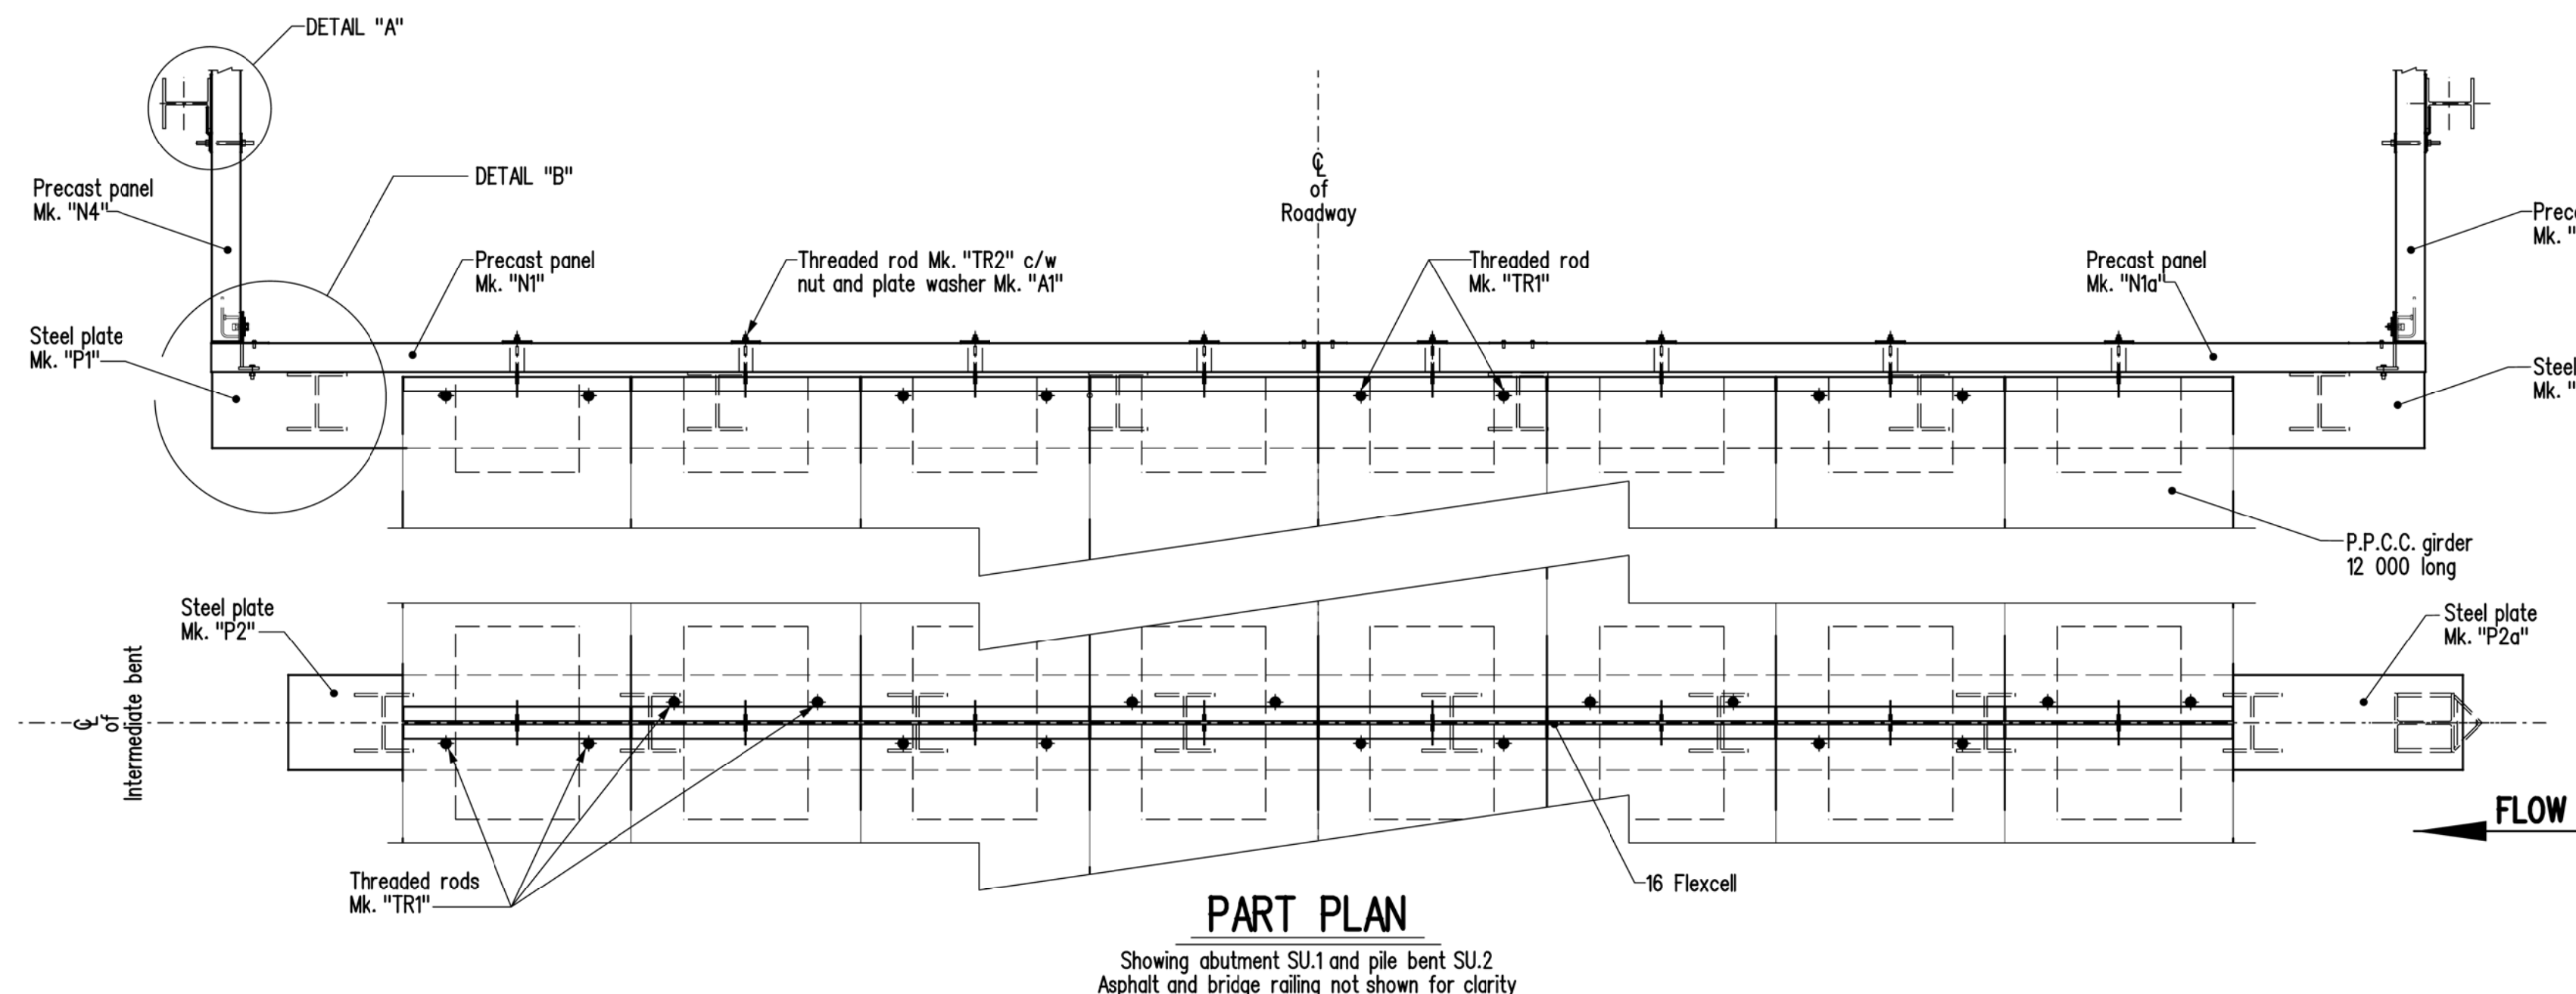 DETAIL "A"
DETAIL "B"
Precast panel
Mk. "N4"
℄
of
Roadway
Precast panel
Mk. "N1"
Threaded rod Mk. "TR2" c/w
nut and plate washer Mk. "A1"
Threaded rod
Mk. "TR1"
Precast panel
Mk. "N1a"
Mk. "
Steel plate
Mk. "P1"
Steel
Mk. "
P.P.C.C. girder
12 000 long
Steel plate
Mk. "P2"
Steel plate
Mk. "P2a"
℄
of
Intermediate bent
FLOW
Threaded rods
Mk. "TR1"
16 Flexcell
PART PLAN
Showing abutment SU.1 and pile bent SU.2
Asphalt and bridge railing not shown for clarity